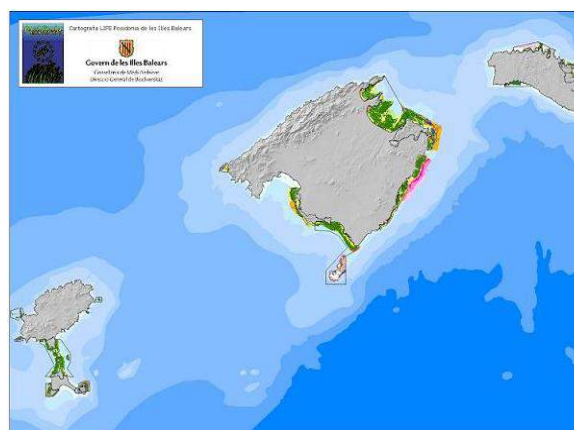 Cartografia LIFE Posidonia de les Illes Balears
Govern de les Illes Balears
Conselleria de Medi Ambient
Direcció General de Biodiversitat